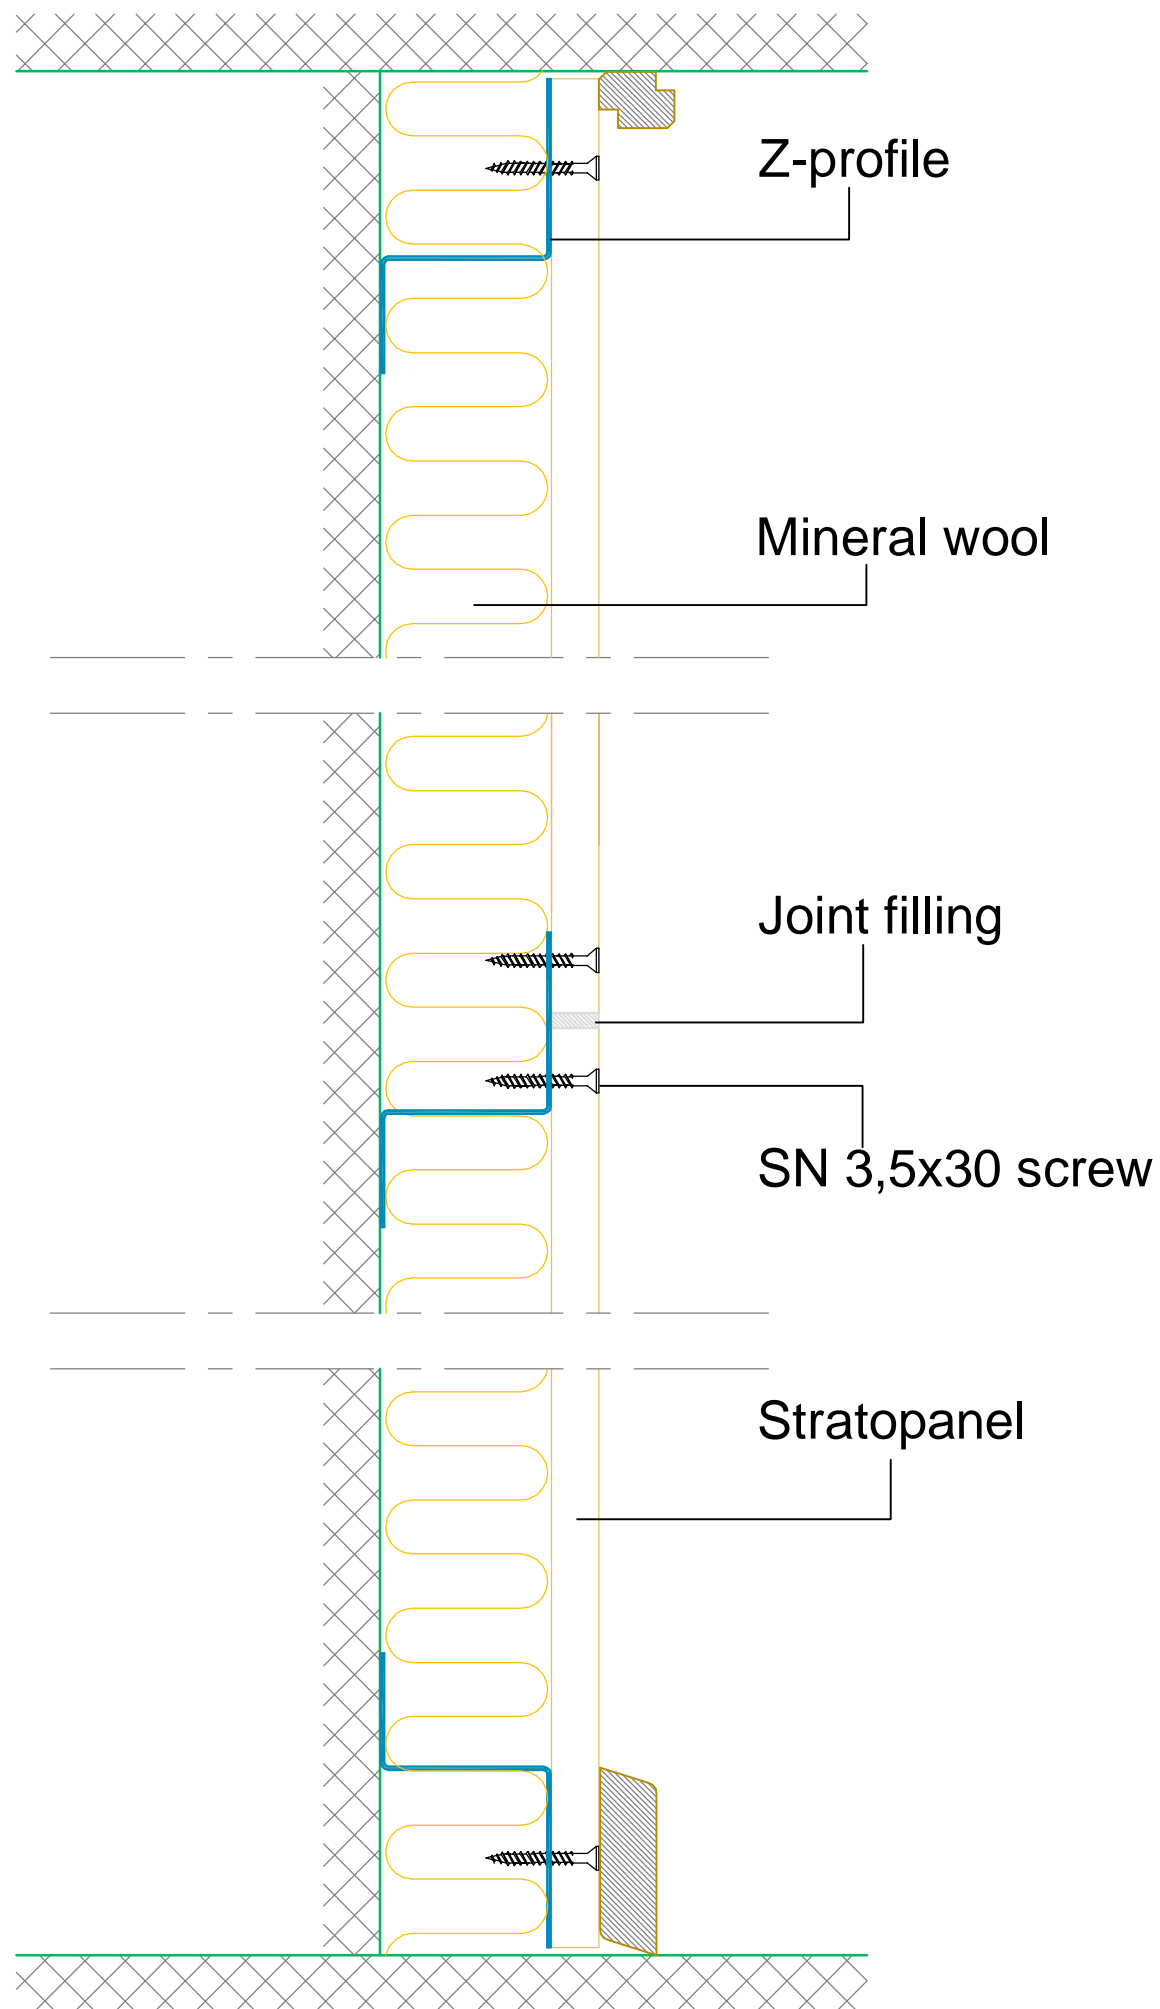 Z-profile
Mineral wool
Joint filling
SN 3,5x30 screw
Stratopanel